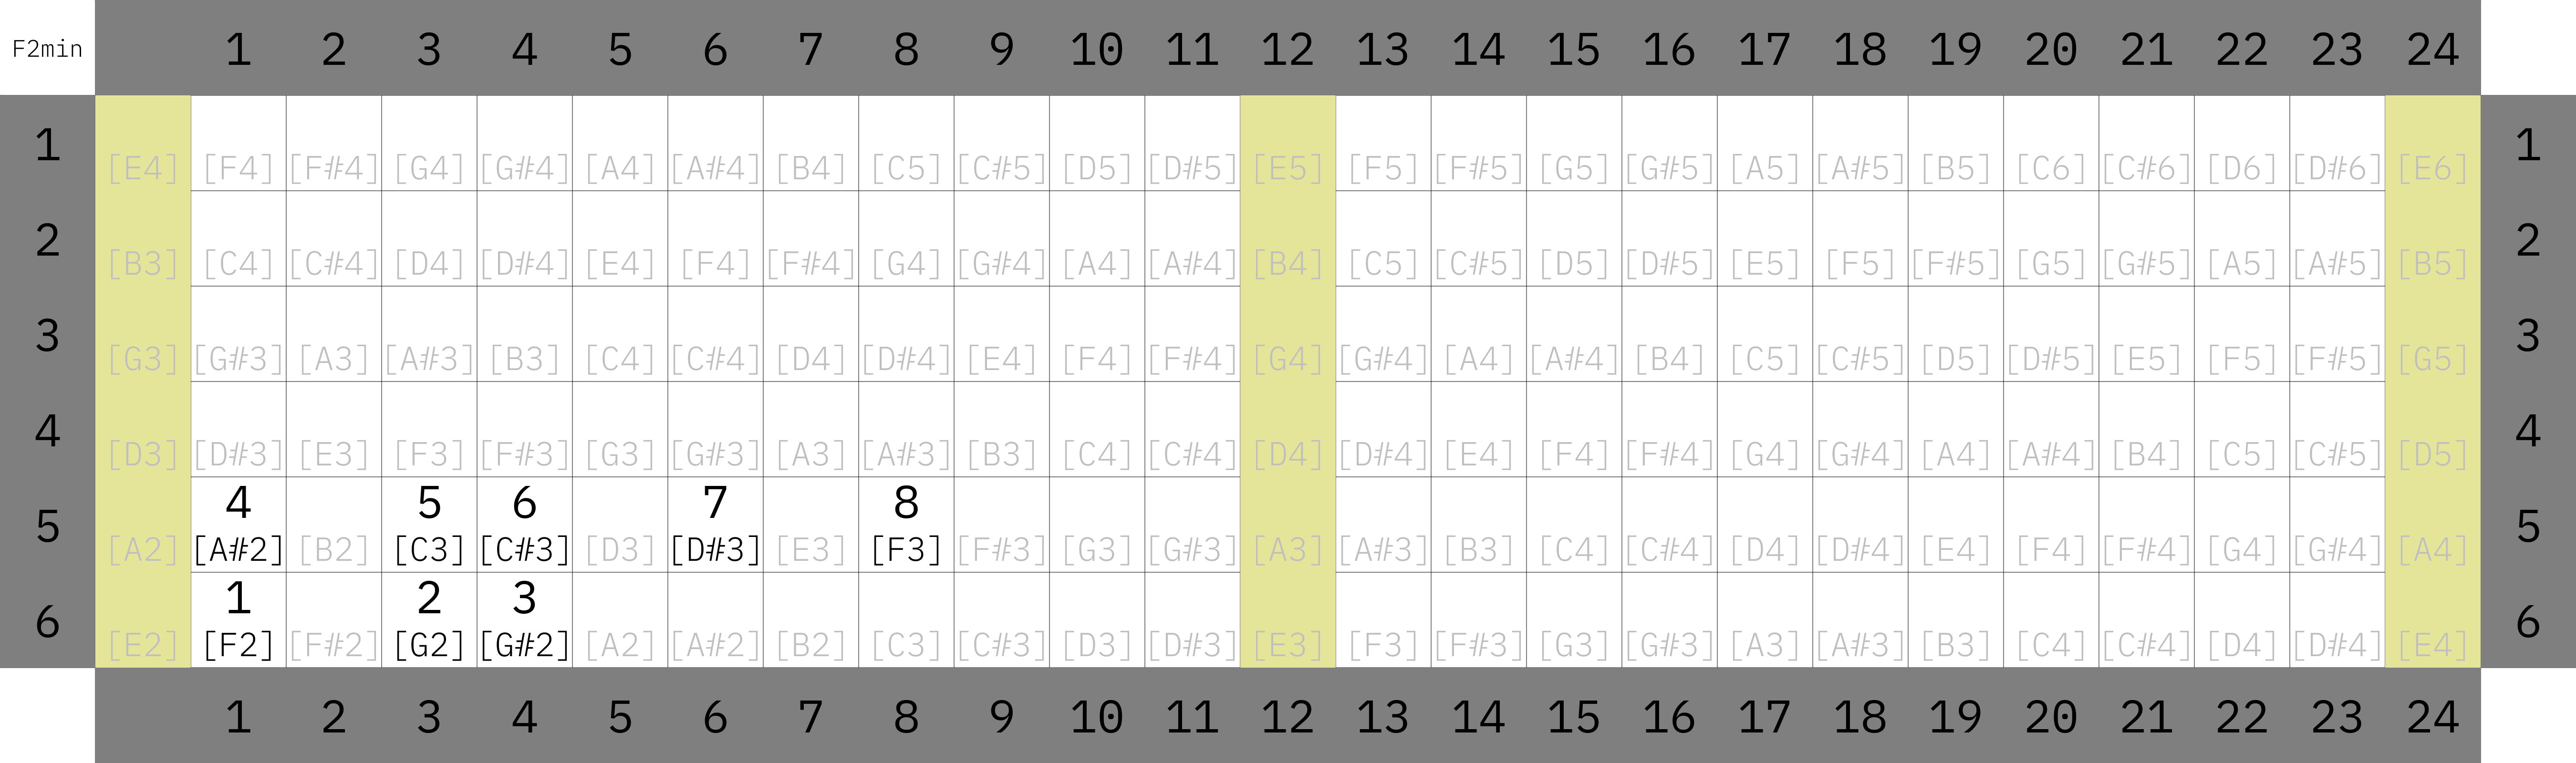 F2min 1 2 3 4 5 6 7 8 9 10 11 12 13 14 15 16 17 18 19 20 21 22 23 24
1 1
[E4] [F4] [F#4] [G4] [G#4] [A4] [A#4] [B4] [C5] [C#5] [D5] [D#5] [E5] [F5] [F#5] [G5] [G#5] [A5] [A#5] [B5] [C6] [C#6] [D6] [D#6] [E6]
2 2
[B3] [C4] [C#4] [D4] [D#4] [E4] [F4] [F#4] [G4] [G#4] [A4] [A#4] [B4] [C5] [C#5] [D5] [D#5] [E5] [F5] [F#5] [G5] [G#5] [A5] [A#5] [B5]
3 3
[G3] [G#3] [A3] [A#3] [B3] [C4] [C#4] [D4] [D#4] [E4] [F4] [F#4] [G4] [G#4] [A4] [A#4] [B4] [C5] [C#5] [D5] [D#5] [E5] [F5] [F#5] [G5]
4 4
[D3] [D#3] [E3] [F3] [F#3] [G3] [G#3] [A3] [A#3] [B3] [C4] [C#4] [D4] [D#4] [E4] [F4] [F#4] [G4] [G#4] [A4] [A#4] [B4] [C5] [C#5] [D5]
4 5 6 7 8
5 5
[A2] [A#2] [B2] [C3] [C#3] [D3] [D#3] [E3] [F3] [F#3] [G3] [G#3] [A3] [A#3] [B3] [C4] [C#4] [D4] [D#4] [E4] [F4] [F#4] [G4] [G#4] [A4]
1 2 3
6 6
[E2] [F2] [F#2] [G2] [G#2] [A2] [A#2] [B2] [C3] [C#3] [D3] [D#3] [E3] [F3] [F#3] [G3] [G#3] [A3] [A#3] [B3] [C4] [C#4] [D4] [D#4] [E4]
1 2 3 4 5 6 7 8 9 10 11 12 13 14 15 16 17 18 19 20 21 22 23 24